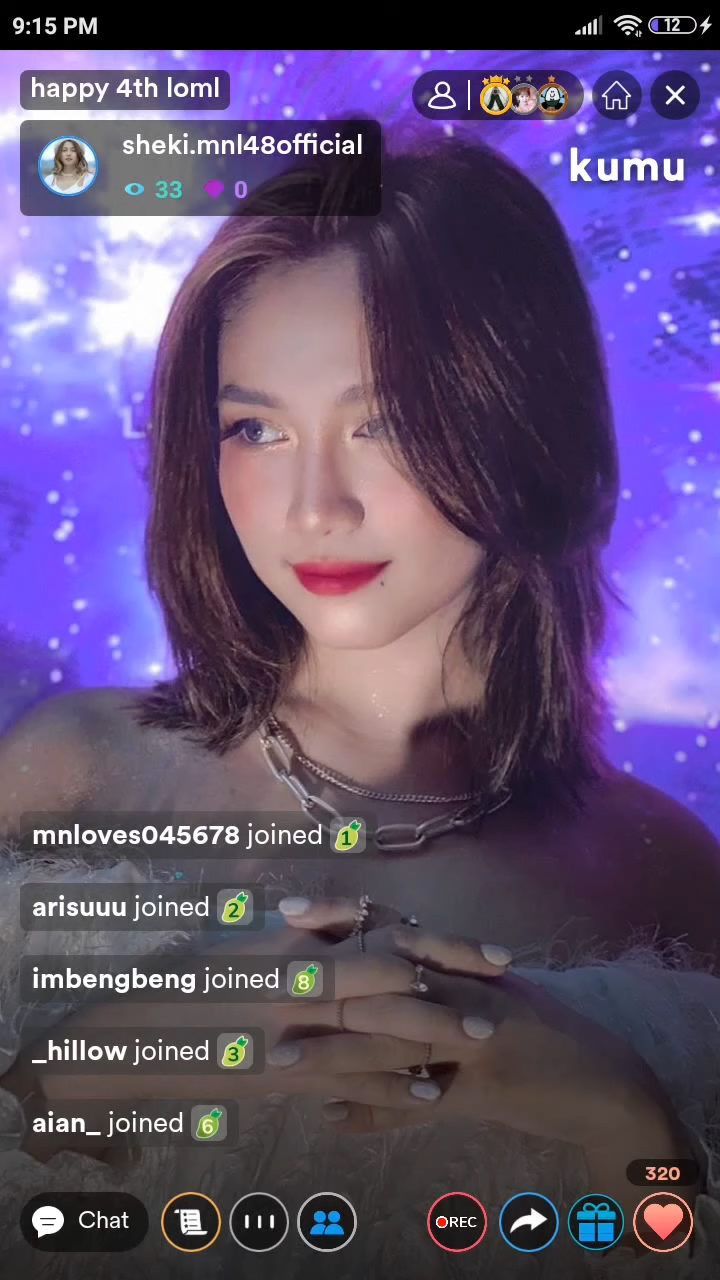 9:15 PM
12
happy 4th loml
sheki.mnl48official
33 0
kumu
mnloves045678 joined 1
arisuuu joined 2
imbengbeng joined 8
_hillow joined 3
aian_ joined 6
320
Chat
REC